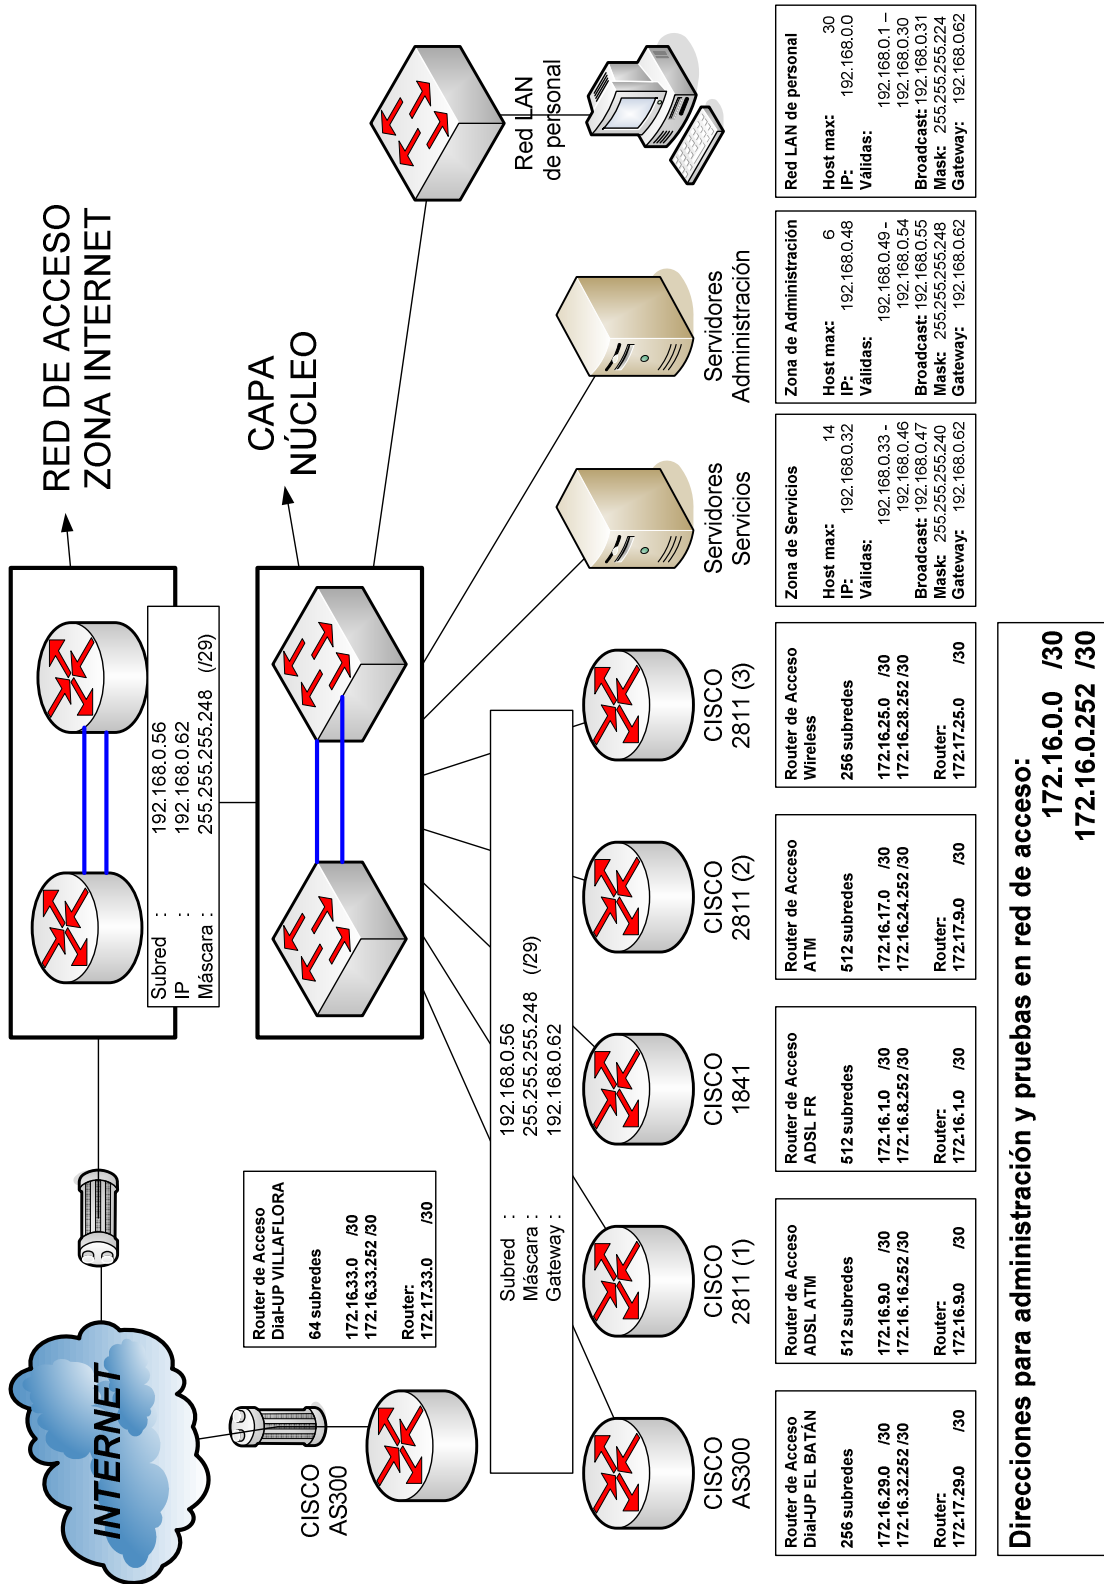 RED DE ACCESO
ZONA INTERNET
INTERNET
Subred : 192.168.0.56
IP : 192.168.0.62
Máscara : 255.255.255.248 (/29)
CAPA
NÚCLEO
CISCO
AS300
Router de Acceso
Dial-UP VILLAFLORA
64 subredes
172.16.33.0 /30
172.16.33.252 /30
Router:
172.17.33.0 /30
Red LAN
de personal
Subred : 192.168.0.56
Máscara : 255.255.255.248 (/29)
Gateway : 192.168.0.62
CISCO
AS300
CISCO
2811 (1)
CISCO
1841
CISCO
2811 (2)
CISCO
2811 (3)
Servidores
Servicios
Servidores
Administración
Router de Acceso
Dial-UP EL BATÁN
256 subredes
172.16.29.0 /30
172.16.32.252 /30
Router:
172.17.29.0 /30
Router de Acceso
ADSL ATM
512 subredes
172.16.9.0 /30
172.16.16.252 /30
Router:
172.16.9.0 /30
Router de Acceso
ADSL FR
512 subredes
172.16.1.0 /30
172.16.8.252 /30
Router:
172.16.1.0 /30
Router de Acceso
ATM
512 subredes
172.16.17.0 /30
172.16.24.252 /30
Router:
172.17.9.0 /30
Router de Acceso
Wireless
256 subredes
172.16.25.0 /30
172.16.28.252 /30
Router:
172.17.25.0 /30
Zona de Servicios
Host max: 14
IP: 192.168.0.32
Válidas:
192.168.0.33 -
192.168.0.46
Broadcast: 192.168.0.47
Mask: 255.255.255.240
Gateway: 192.168.0.62
Zona de Administración
Host max: 6
IP: 192.168.0.48
Válidas:
192.168.0.49 -
192.168.0.54
Broadcast: 192.168.0.55
Mask: 255.255.255.248
Gateway: 192.168.0.62
Red LAN de personal
Host max: 30
IP: 192.168.0.0
Válidas:
192.168.0.1 –
192.168.0.30
Broadcast: 192.168.0.31
Mask: 255.255.255.224
Gateway: 192.168.0.62
Direcciones para administración y pruebas en red de acceso:
172.16.0.0 /30
172.16.0.252 /30